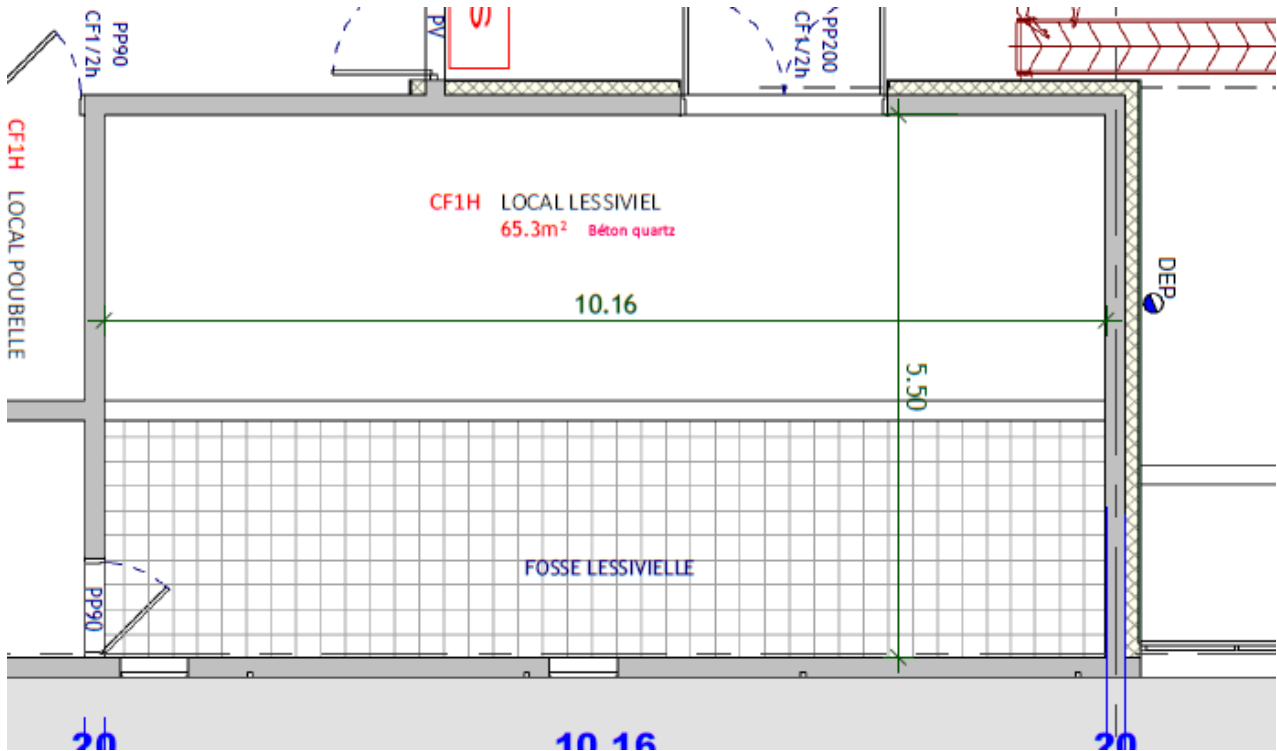 PP90
CF1/2h
PV
S
PP200
CF1/2h
CF1H LOCAL POUBELLE
CF1H LOCAL LESSIVIEL
65.3m² Béton quartz
10.16
5.50
DEP
FOSSE LESSIVIELLE
PP90
20
10.16
20